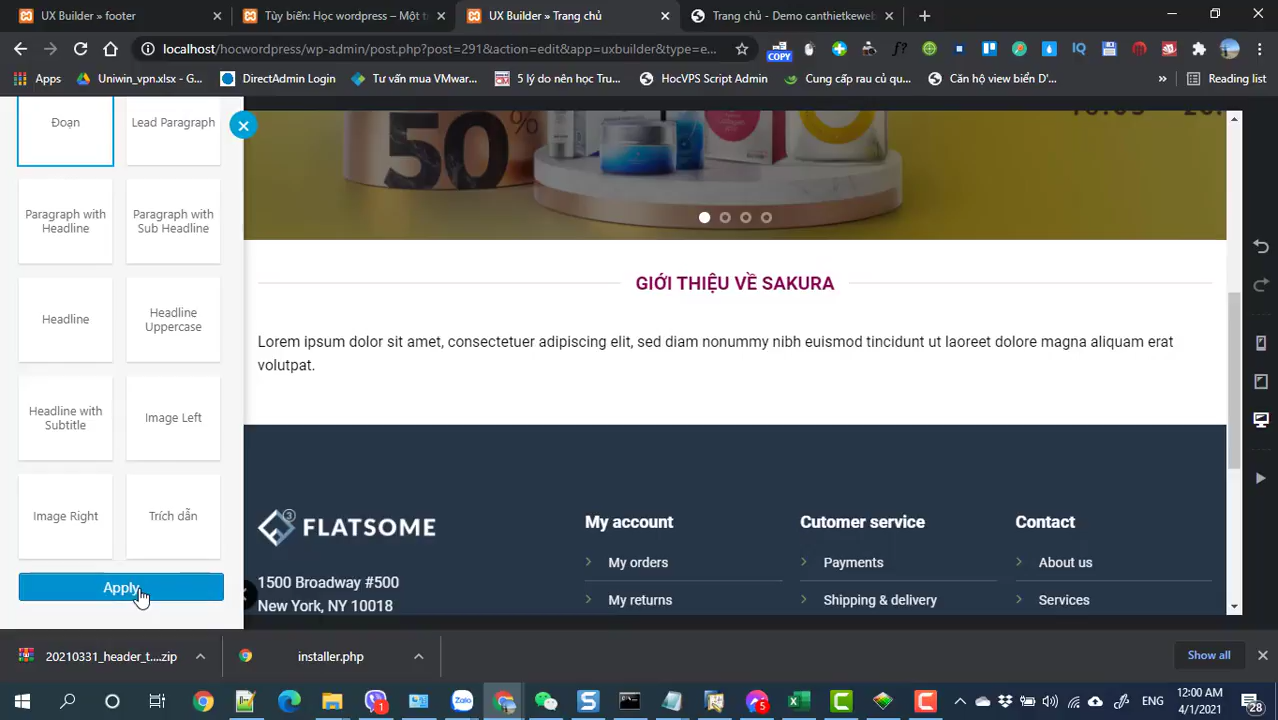 UX Builder » footer
Tùy biến: Học wordpress – Một t
UX Builder » Trang chủ
Trang chủ - Demo canthietkeweb
localhost/hocwordpress/wp-admin/post.php?post=291&action=edit&app=uxbuilder&type=e...
COPY
f?
IQ
Apps
Uniwin_vpn.xlsx - G...
DirectAdmin Login
Tư vấn mua VMwar...
5 lý do nên học Tru...
HocVPS Script Admin
Cung cấp rau củ qu...
Căn hộ view biển D'...
»
Reading list
Đoạn
Lead Paragraph
Paragraph with
Headline
Paragraph with
Sub Headline
Headline
Headline
Uppercase
Headline with
Subtitle
Image Left
Image Right
Trích dẫn
Apply
50%
GIỚI THIỆU VỀ SAKURA
Lorem ipsum dolor sit amet, consectetuer adipiscing elit, sed diam nonummy nibh euismod tincidunt ut laoreet dolore magna aliquam erat
volutpat.
3
FLATSOME
1500 Broadway #500
New York, NY 10018
My account
My orders
My returns
Cutomer service
Payments
Shipping & delivery
Contact
About us
Services
20210331_header_t....zip
installer.php
Show all
1
5
ENG
12:00 AM
4/1/2021
28